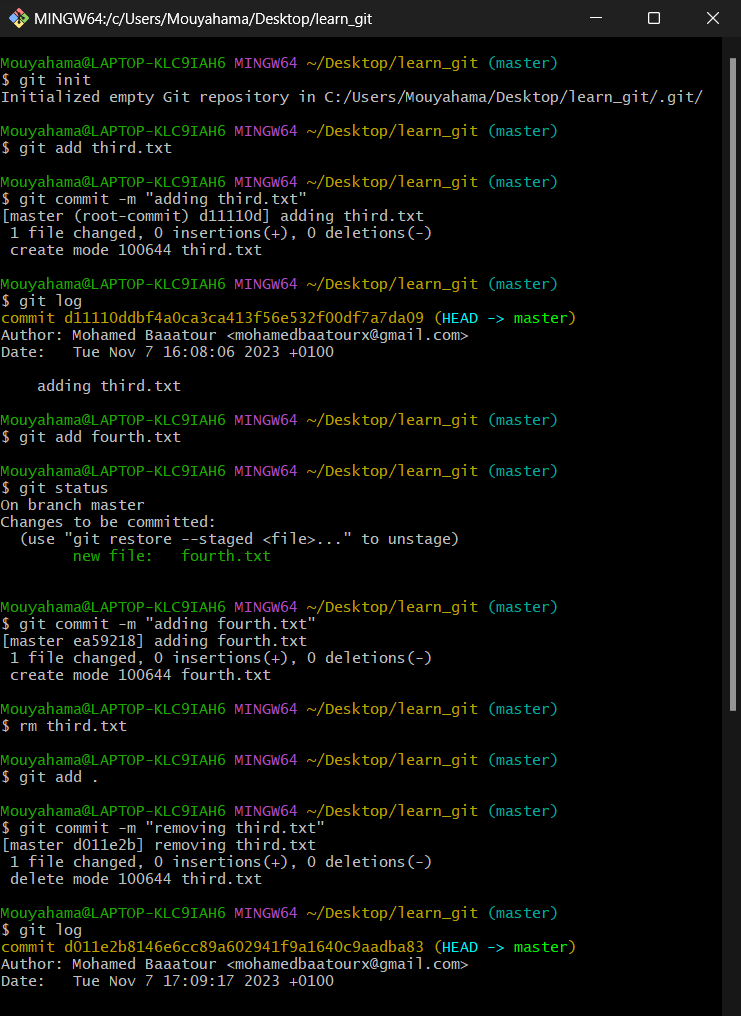 MINGW64:/c/Users/Mouyahama/Desktop/learn_git
Mouyahama@LAPTOP-KLC9IAH6 MINGW64 ~/Desktop/learn_git (master)
$ git init
Initialized empty Git repository in C:/Users/Mouyahama/Desktop/learn_git/.git/
Mouyahama@LAPTOP-KLC9IAH6 MINGW64 ~/Desktop/learn_git (master)
$ git add third.txt
Mouyahama@LAPTOP-KLC9IAH6 MINGW64 ~/Desktop/learn_git (master)
$ git commit -m "adding third.txt"
[master (root-commit) d11110d] adding third.txt
 1 file changed, 0 insertions(+), 0 deletions(-)
 create mode 100644 third.txt
Mouyahama@LAPTOP-KLC9IAH6 MINGW64 ~/Desktop/learn_git (master)
$ git log
commit d11110ddbf4a0ca3ca413f56e532f00df7a7da09 (HEAD -> master)
Author: Mohamed Baaatour <mohamedbaatourx@gmail.com>
Date:   Tue Nov 7 16:08:06 2023 +0100
    adding third.txt
Mouyahama@LAPTOP-KLC9IAH6 MINGW64 ~/Desktop/learn_git (master)
$ git add fourth.txt
Mouyahama@LAPTOP-KLC9IAH6 MINGW64 ~/Desktop/learn_git (master)
$ git status
On branch master
Changes to be committed:
  (use "git restore --staged <file>..." to unstage)
        new file:   fourth.txt
Mouyahama@LAPTOP-KLC9IAH6 MINGW64 ~/Desktop/learn_git (master)
$ git commit -m "adding fourth.txt"
[master ea59218] adding fourth.txt
 1 file changed, 0 insertions(+), 0 deletions(-)
 create mode 100644 fourth.txt
Mouyahama@LAPTOP-KLC9IAH6 MINGW64 ~/Desktop/learn_git (master)
$ rm third.txt
Mouyahama@LAPTOP-KLC9IAH6 MINGW64 ~/Desktop/learn_git (master)
$ git add .
Mouyahama@LAPTOP-KLC9IAH6 MINGW64 ~/Desktop/learn_git (master)
$ git commit -m "removing third.txt"
[master d011e2b] removing third.txt
 1 file changed, 0 insertions(+), 0 deletions(-)
 delete mode 100644 third.txt
Mouyahama@LAPTOP-KLC9IAH6 MINGW64 ~/Desktop/learn_git (master)
$ git log
commit d011e2b8146e6cc89a602941f9a1640c9aadba83 (HEAD -> master)
Author: Mohamed Baaatour <mohamedbaatourx@gmail.com>
Date:   Tue Nov 7 17:09:17 2023 +0100